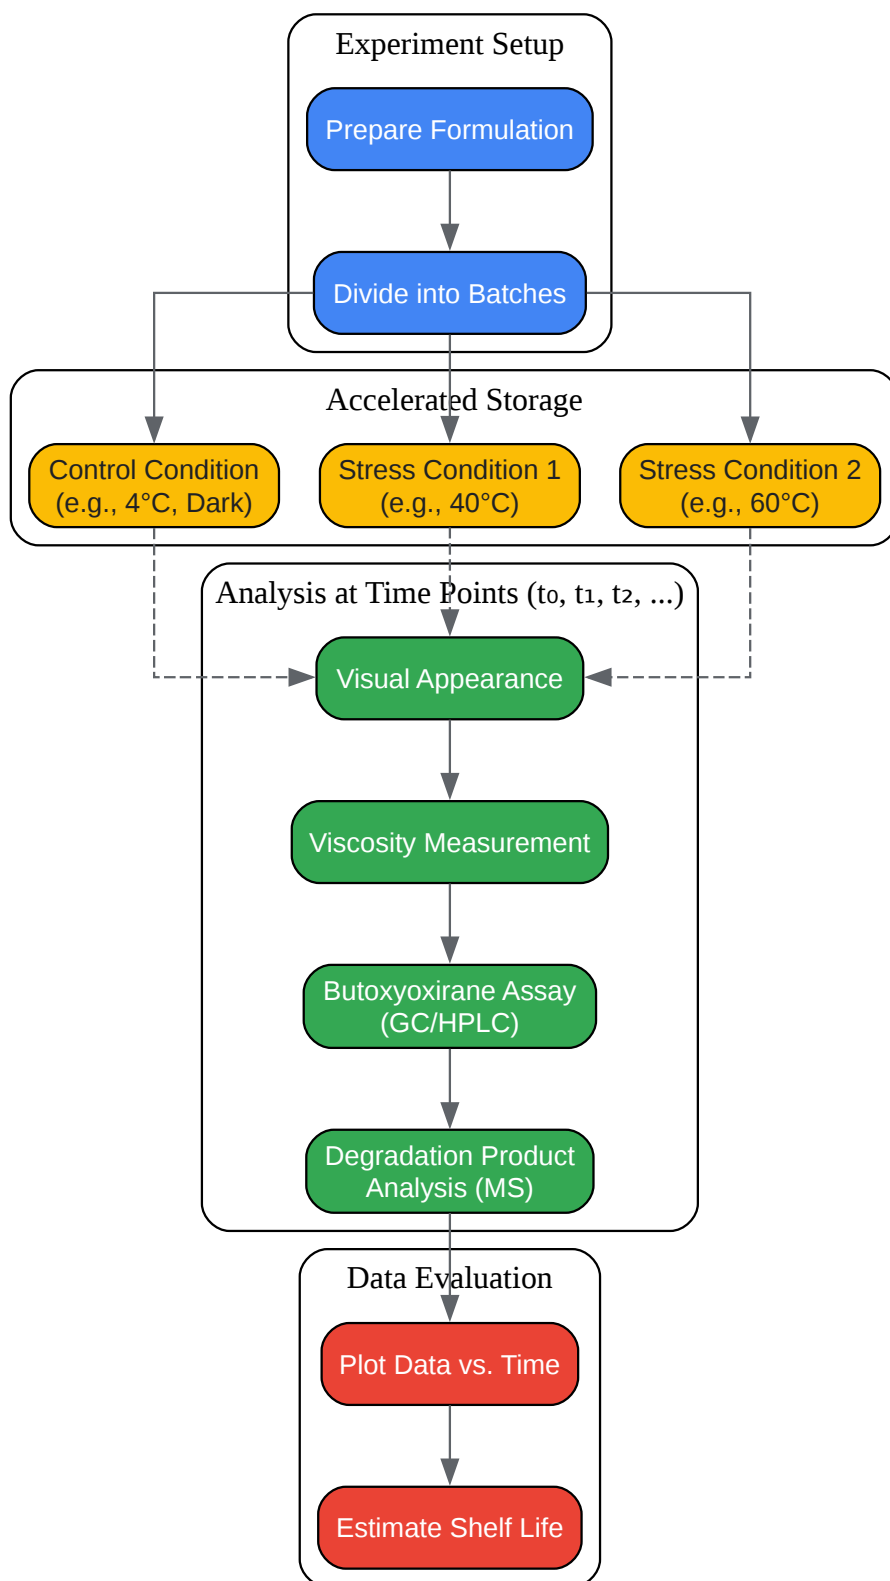 Experiment Setup
Prepare Formulation
Divide into Batches
Accelerated Storage
Control Condition
(e.g., 4°C, Dark)
Stress Condition 1
(e.g., 40°C)
Stress Condition 2
(e.g., 60°C)
Analysis at Time Points (t₀, t₁, t₂, ...)
Visual Appearance
Viscosity Measurement
Butoxyoxirane Assay
(GC/HPLC)
Degradation Product
Analysis (MS)
Data Evaluation
Plot Data vs. Time
Estimate Shelf Life